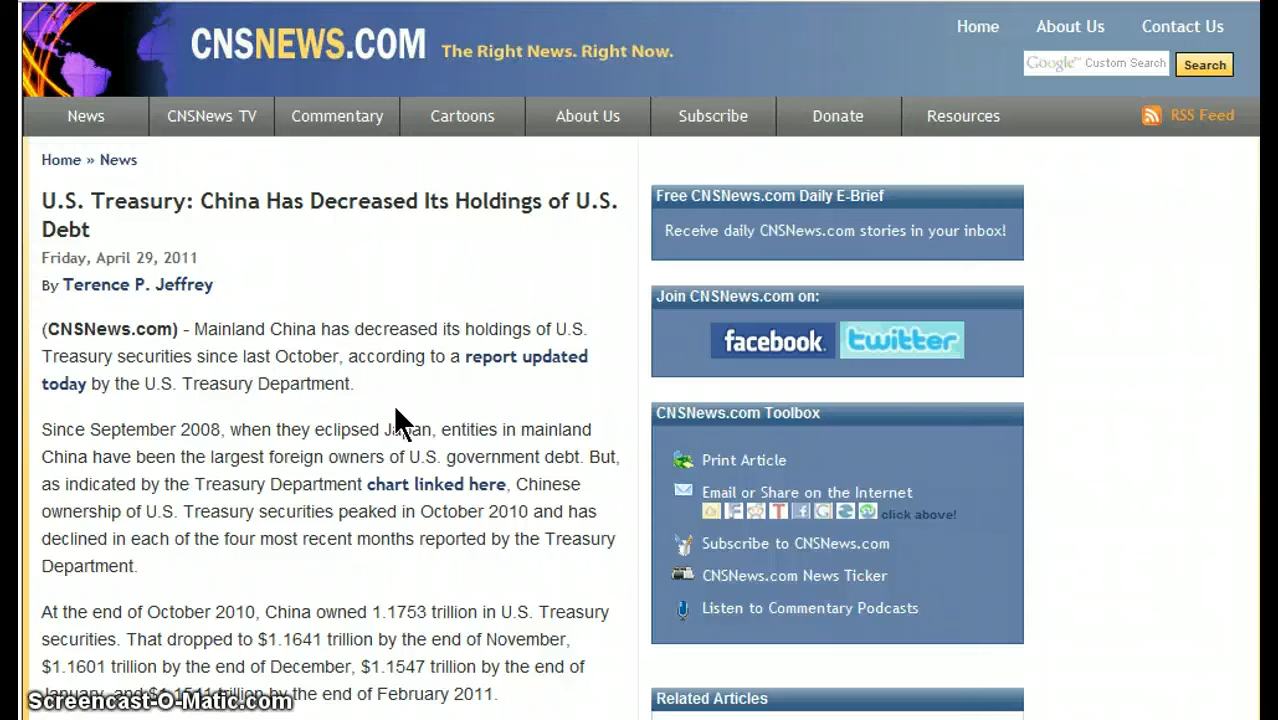 CNSNEWS.COM The Right News. Right Now.
Home About Us Contact Us
Google™ Custom Search Search
News CNSNews TV Commentary Cartoons About Us Subscribe Donate Resources RSS Feed
Home » News
U.S. Treasury: China Has Decreased Its Holdings of U.S.
Debt
Friday, April 29, 2011
By Terence P. Jeffrey
(CNSNews.com) - Mainland China has decreased its holdings of U.S.
Treasury securities since last October, according to a report updated
today by the U.S. Treasury Department.
Since September 2008, when they eclipsed Japan, entities in mainland
China have been the largest foreign owners of U.S. government debt. But,
as indicated by the Treasury Department chart linked here, Chinese
ownership of U.S. Treasury securities peaked in October 2010 and has
declined in each of the four most recent months reported by the Treasury
Department.
At the end of October 2010, China owned 1.1753 trillion in U.S. Treasury
securities. That dropped to $1.1641 trillion by the end of November,
$1.1601 trillion by the end of December, $1.1547 trillion by the end of
January, and trillion by the end of February 2011.
Screencast-O-Matic.com
Free CNSNews.com Daily E-Brief
Receive daily CNSNews.com stories in your inbox!
Join CNSNews.com on:
facebook. twitter
CNSNews.com Toolbox
Print Article
Email or Share on the Internet
click above!
Subscribe to CNSNews.com
CNSNews.com News Ticker
Listen to Commentary Podcasts
Related Articles